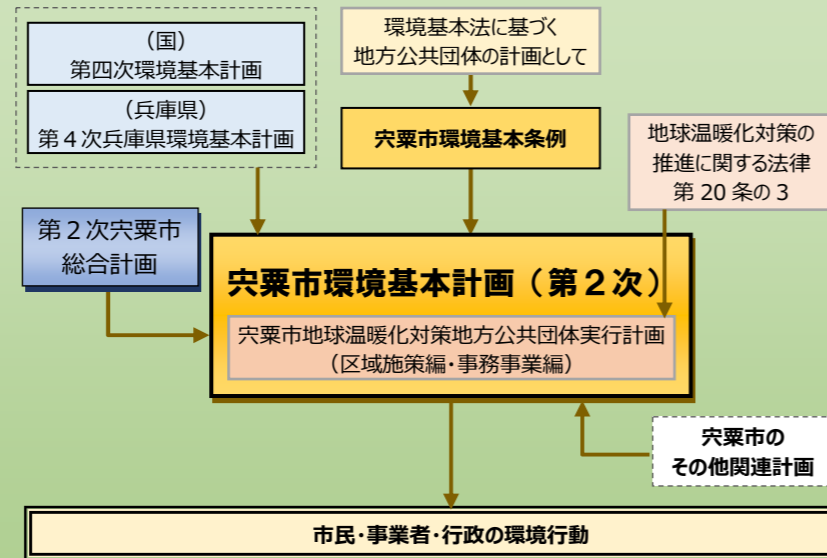 （国）
第四次環境基本計画
（兵庫県）
第４次兵庫県環境基本計画
環境基本法に基づく
地方公共団体の計画として
宍粟市環境基本条例
地球温暖化対策の
推進に関する法律
第 20 条の 3
第２次宍粟市
総合計画
宍粟市環境基本計画（第２次）
宍粟市地球温暖化対策地方公共団体実行計画
（区域施策編・事務事業編）
宍粟市の
その他関連計画
市民・事業者・行政の環境行動